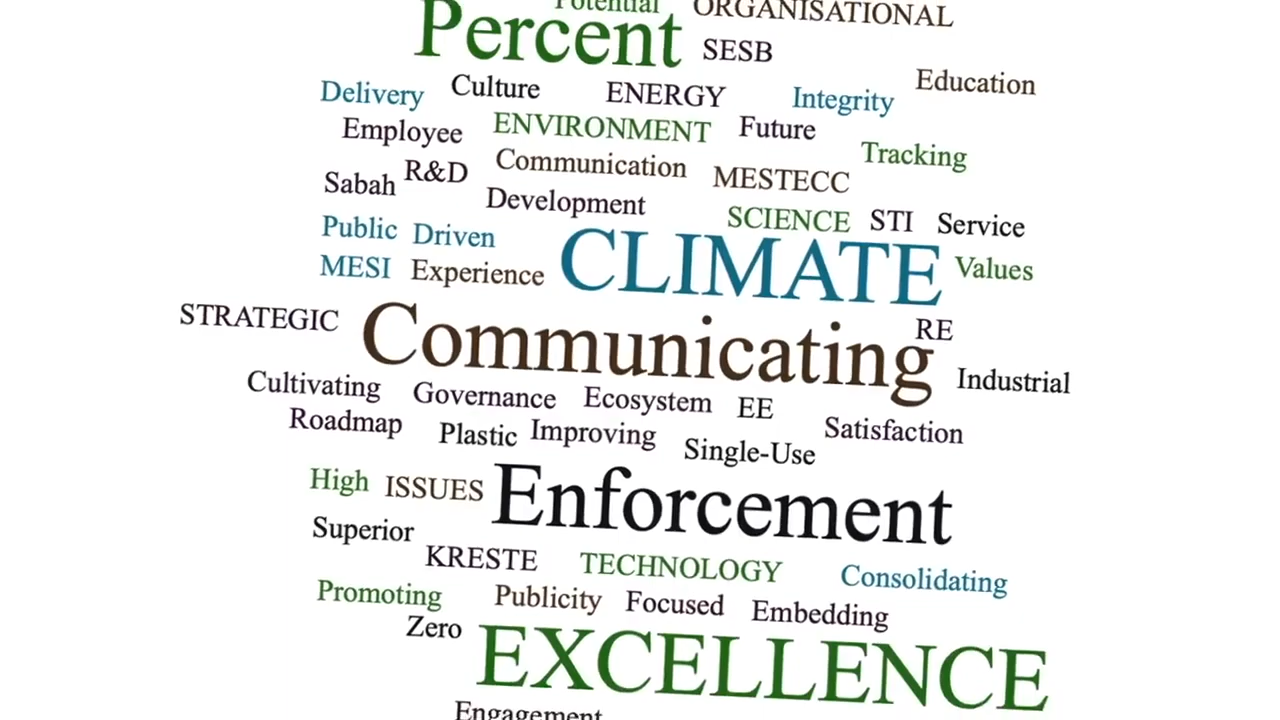 Potential ORGANISATIONAL
Percent SESB
Education
Delivery Culture ENERGY Integrity
Employee ENVIRONMENT Future
Tracking
Sabah R&D Communication MESTECC
Development SCIENCE STI Service
Public Driven CLIMATE Values
MESI Experience
STRATEGIC Communicating RE
Industrial
Cultivating Governance Ecosystem EE
Roadmap Plastic Improving Single-Use Satisfaction
High ISSUES Enforcement
Superior
KRESTE TECHNOLOGY Consolidating
Promoting Publicity Focused Embedding
Zero EXCELLENCE
Engagement